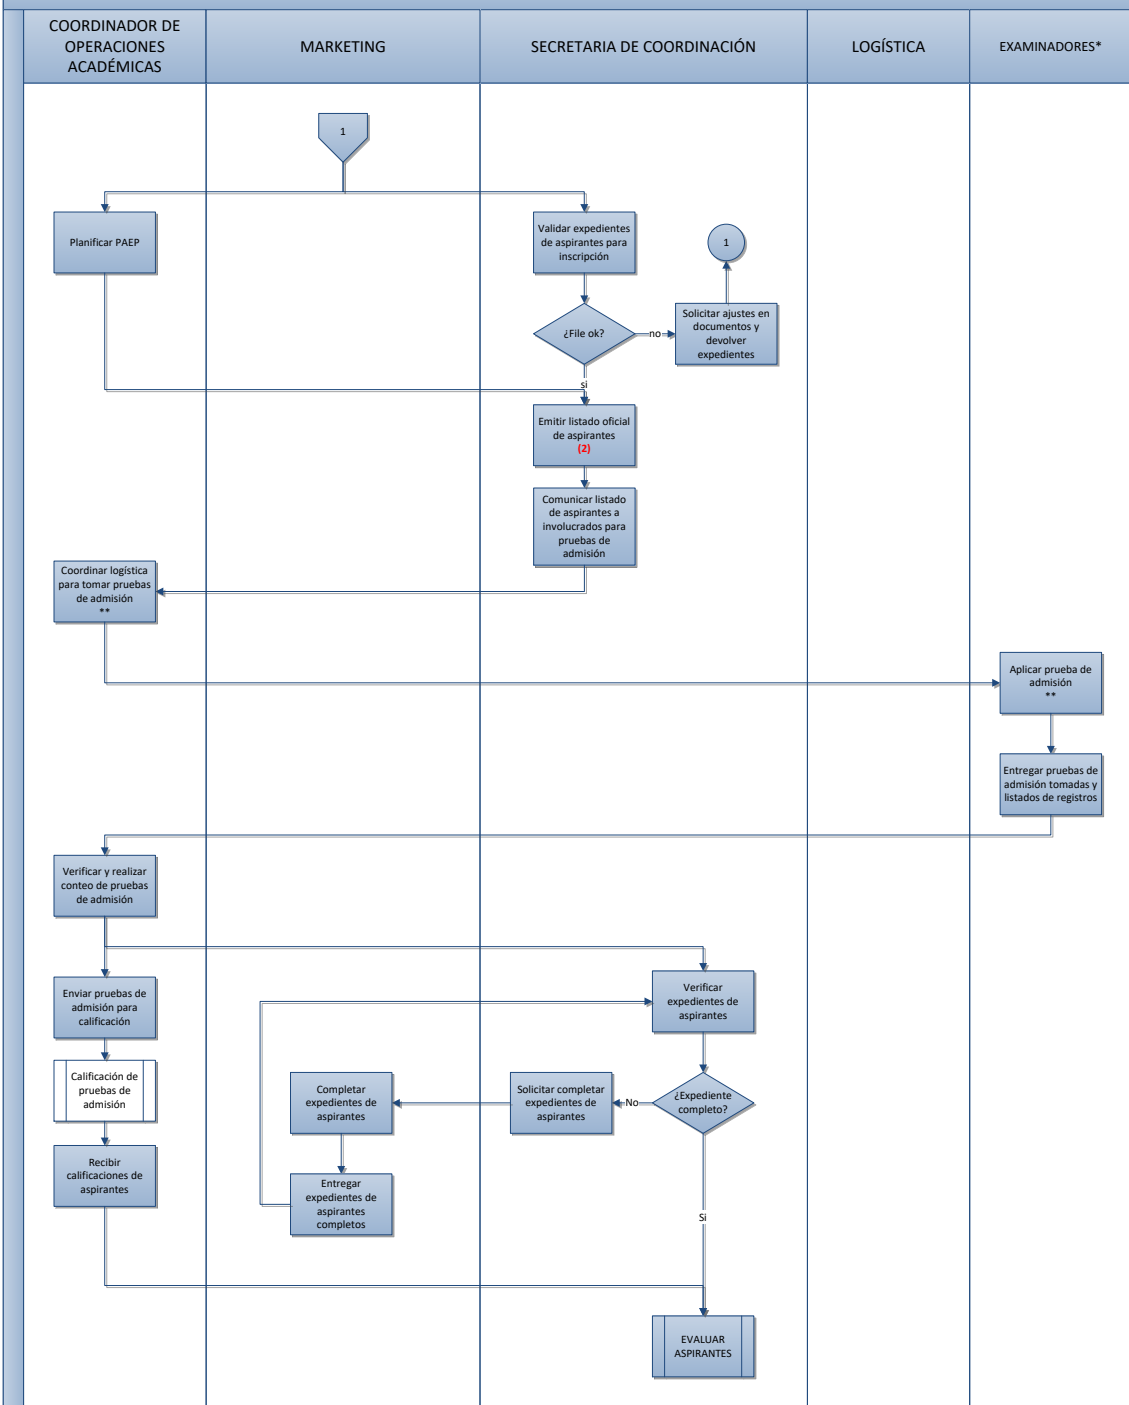 COORDINADOR DE
OPERACIONES
ACADÉMICAS
MARKETING
SECRETARIA DE COORDINACIÓN
LOGÍSTICA
EXAMINADORES*
1
Planificar PAEP
Validar expedientes
de aspirantes para
inscripción
1
¿File ok?
no
Solicitar ajustes en
documentos y
devolver
expedientes
si
Emitir listado oficial
de aspirantes
(2)
Comunicar listado
de aspirantes a
involucrados para
pruebas de
admisión
Coordinar logística
para tomar pruebas
de admisión
**
Aplicar prueba de
admisión
**
Entregar pruebas de
admisión tomadas y
listados de registros
Verificar y realizar
conteo de pruebas
de admisión
Enviar pruebas de
admisión para
calificación
Verificar
expedientes de
aspirantes
Calificación de
pruebas de
admisión
Completar
expedientes de
aspirantes
Solicitar completar
expedientes de
aspirantes
No
¿Expediente
completo?
Recibir
calificaciones de
aspirantes
Entregar
expedientes de
aspirantes
completos
Si
EVALUAR
ASPIRANTES